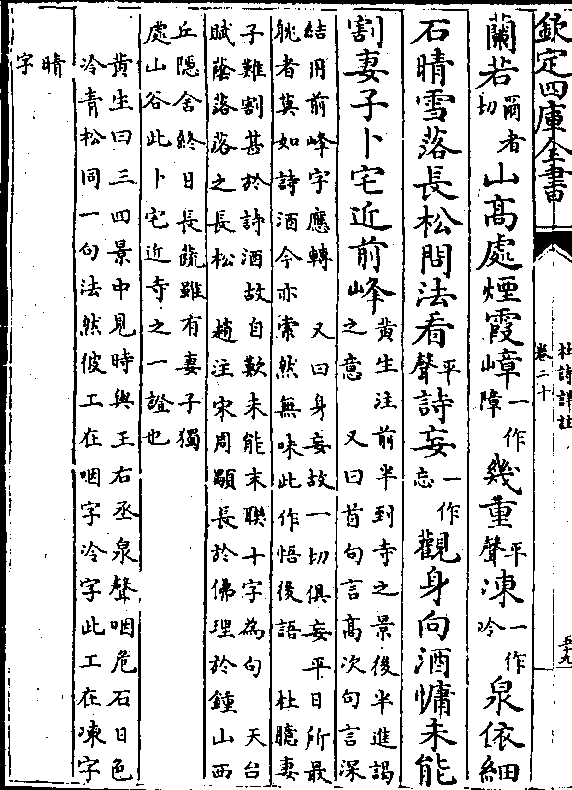 欽定四庫全書
杜詩詳註
卷二十
蘭若爾者切山髙處煙霞嶂一作障幾重平聲凍一作冷泉依細
石晴雪落長松問法看平聲詩妄一作忘觀身向酒慵未能
割妻子卜宅近前峰黄生注前半到寺之景後半進謁
之意 又曰首句言高次句言深
結用前峰字應轉 又曰身妄故一切俱妄平日所最
躭者莫如詩酒今亦索然無味此作悟後語 杜臆妻
子難割甚於詩酒故自歎未能末聯十字為句 天台
賦蔭落落之長松 趙注宋周顒長於佛理於鍾山西
丘隠舍終日長蔬雖有妻子獨
處山谷此卜宅近寺之一證也
黄生曰三四景中見時與王右丞泉聲咽危石日色
冷青松同一句法然彼工在咽字冷字此工在凍字
晴字